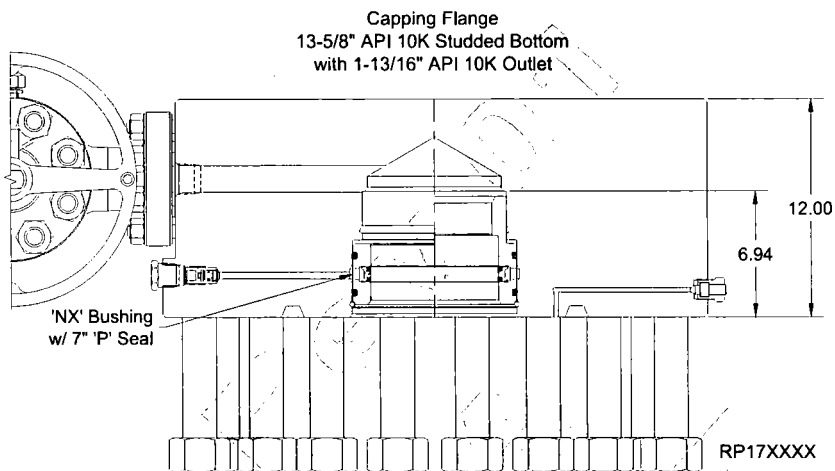 Capping Flange
13-5/8" API 10K Studded Bottom
with 1-13/16" API 10K Outlet
12.00
6.94
'NX' Bushing
w/ 7" 'P' Seal
RP17XXXX